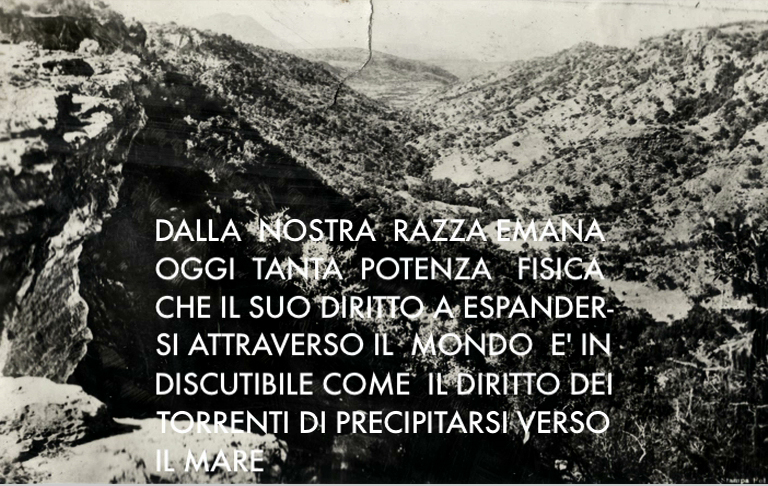 DALLA NOSTRA RAZZA EMANA
OGGI TANTA POTENZA FISICA
CHE IL SUO DIRITTO A ESPANDER-
SI ATTRAVERSO IL MONDO E' IN
DISCUTIBILE COME IL DIRITTO DEI
TORRENTI DI PRECIPITARSI VERSO
IL MARE